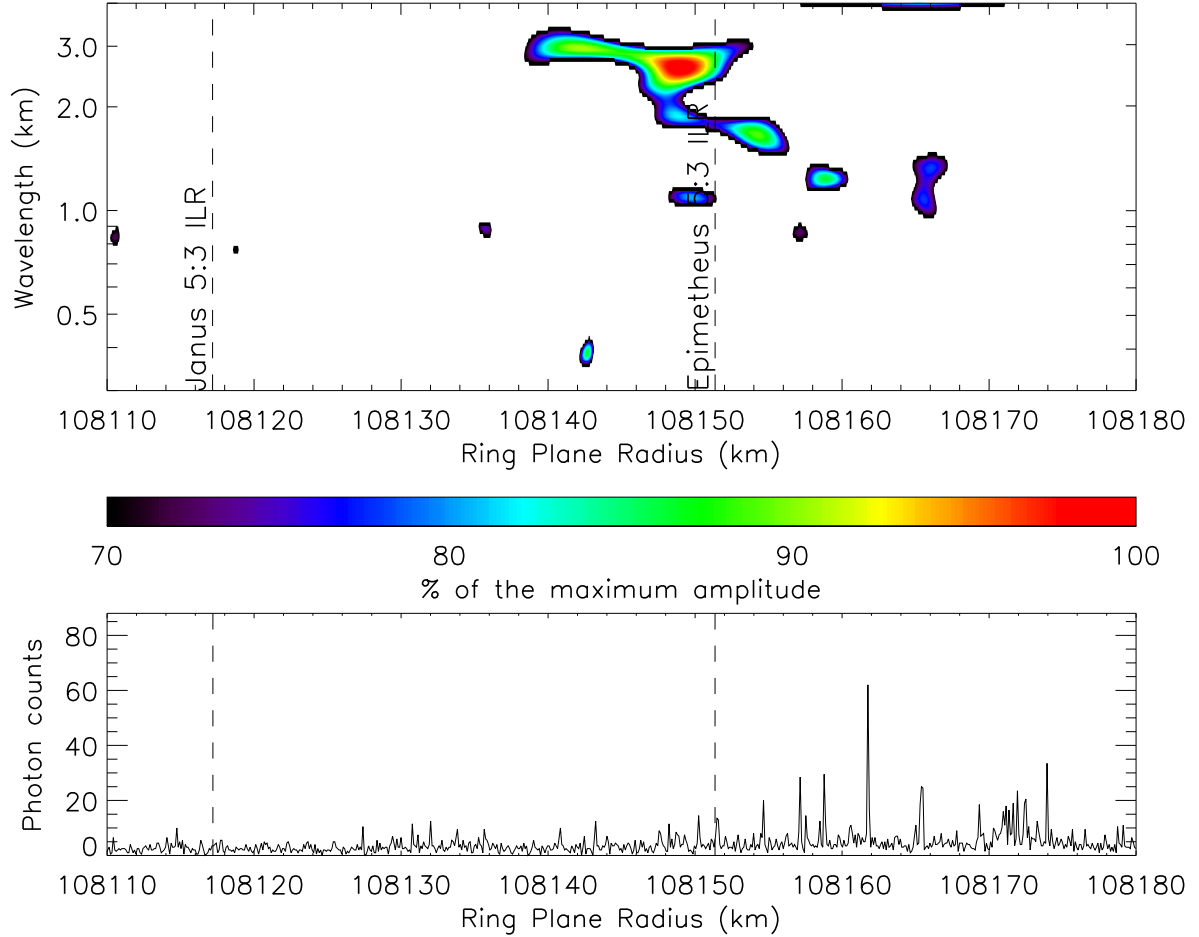 3.0
2.0
1.0
0.5
Wavelength (km)
Janus 5:3 ILR
Epimetheus 5:3 ILR
108110 108120 108130 108140 108150 108160 108170 108180
Ring Plane Radius (km)
70 80 90 100
% of the maximum amplitude
80
60
40
20
0
Photon counts
108110 108120 108130 108140 108150 108160 108170 108180
Ring Plane Radius (km)